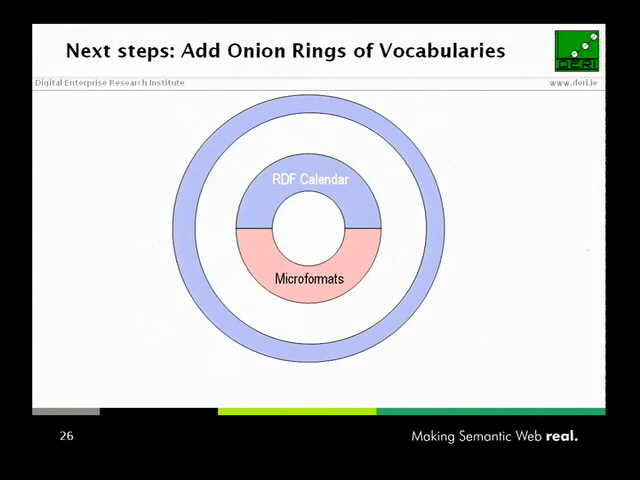 Next steps: Add Onion Rings of Vocabularies
DERI
Digital Enterprise Research Institute
www.deri.ie
RDF Calendar
Microformats
26
Making Semantic Web real.